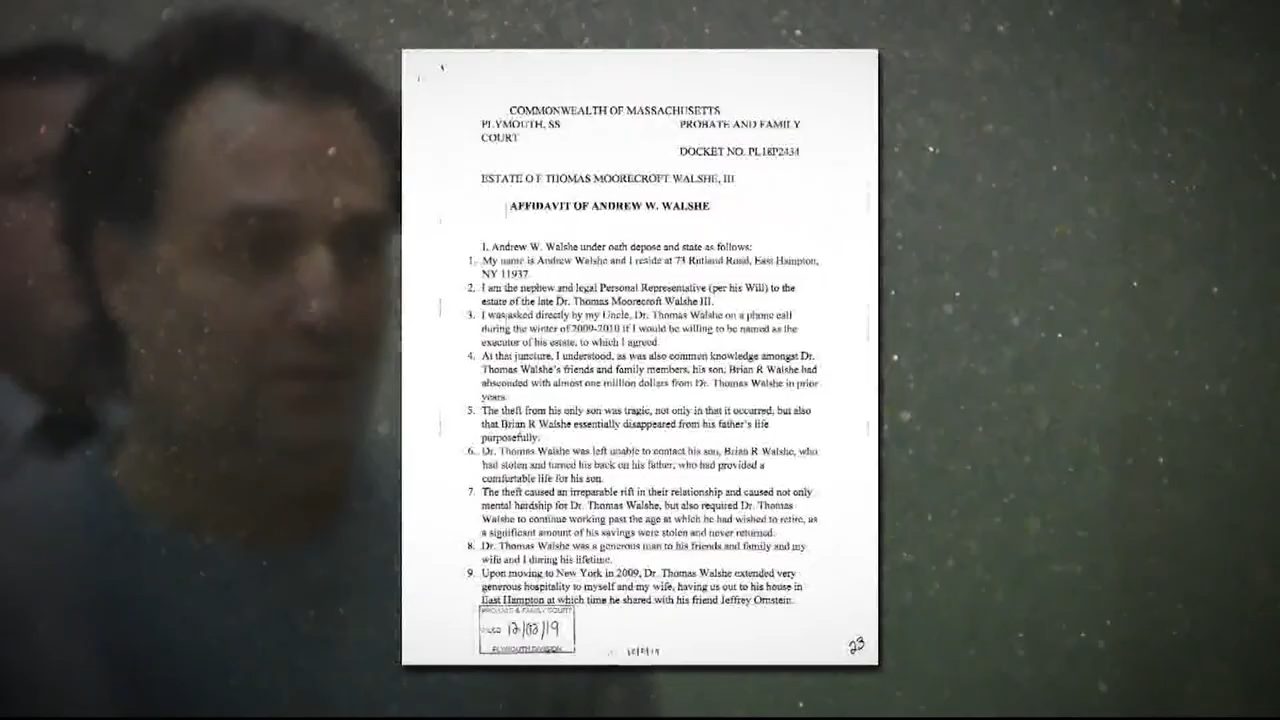 COMMONWEALTH OF MASSACHUSETTS
PLYMOUTH, SS PROBATE AND FAMILY
COURT
DOCKET NO. PL18P2434
ESTATE OF THOMAS MOORECROFT WALSHE, III
AFFIDAVIT OF ANDREW W. WALSHE
I, Andrew W. Walshe under oath depose and state as follows:
1. My name is Andrew Walshe and I reside at 73 Rutland Road, East Hampton,
NY 11937.
2. I am the nephew and legal Personal Representative (per his Will) to the
estate of the late Dr. Thomas Moorecroft Walshe III.
3. I was asked directly by my Uncle, Dr. Thomas Walshe on a phone call
during the winter of 2009-2010 if I would be willing to be named as the
executor of his estate, to which I agreed.
4. At that juncture, I understood, as was also common knowledge amongst Dr.
Thomas Walshe's friends and family members, his son, Brian R Walshe had
absconded with almost one million dollars from Dr. Thomas Walshe in prior
years.
5. The theft from his only son was tragic, not only in that it occurred, but also
that Brian R Walshe essentially disappeared from his father's life
purposefully.
6. Dr. Thomas Walshe was left unable to contact his son, Brian R Walshe, who
had stolen and turned his back on his father, who had provided a
comfortable life for his son.
7. The theft caused an irreparable rift in their relationship and caused not only
mental hardship for Dr. Thomas Walshe, but also required Dr. Thomas
Walshe to continue working past the age at which he had wished to retire, as
a significant amount of his savings were stolen and never returned.
8. Dr. Thomas Walshe was a generous man to his friends and family and my
wife and I during his lifetime.
9. Upon moving to New York in 2009, Dr. Thomas Walshe extended very
generous hospitality to myself and my wife, having us out to his house in
East Hampton at which time he shared with his friend Jeffrey Ornstein.
PROBATE & FAMILY COURT
FILED 12/03/19
PLYMOUTH DIVISION
23